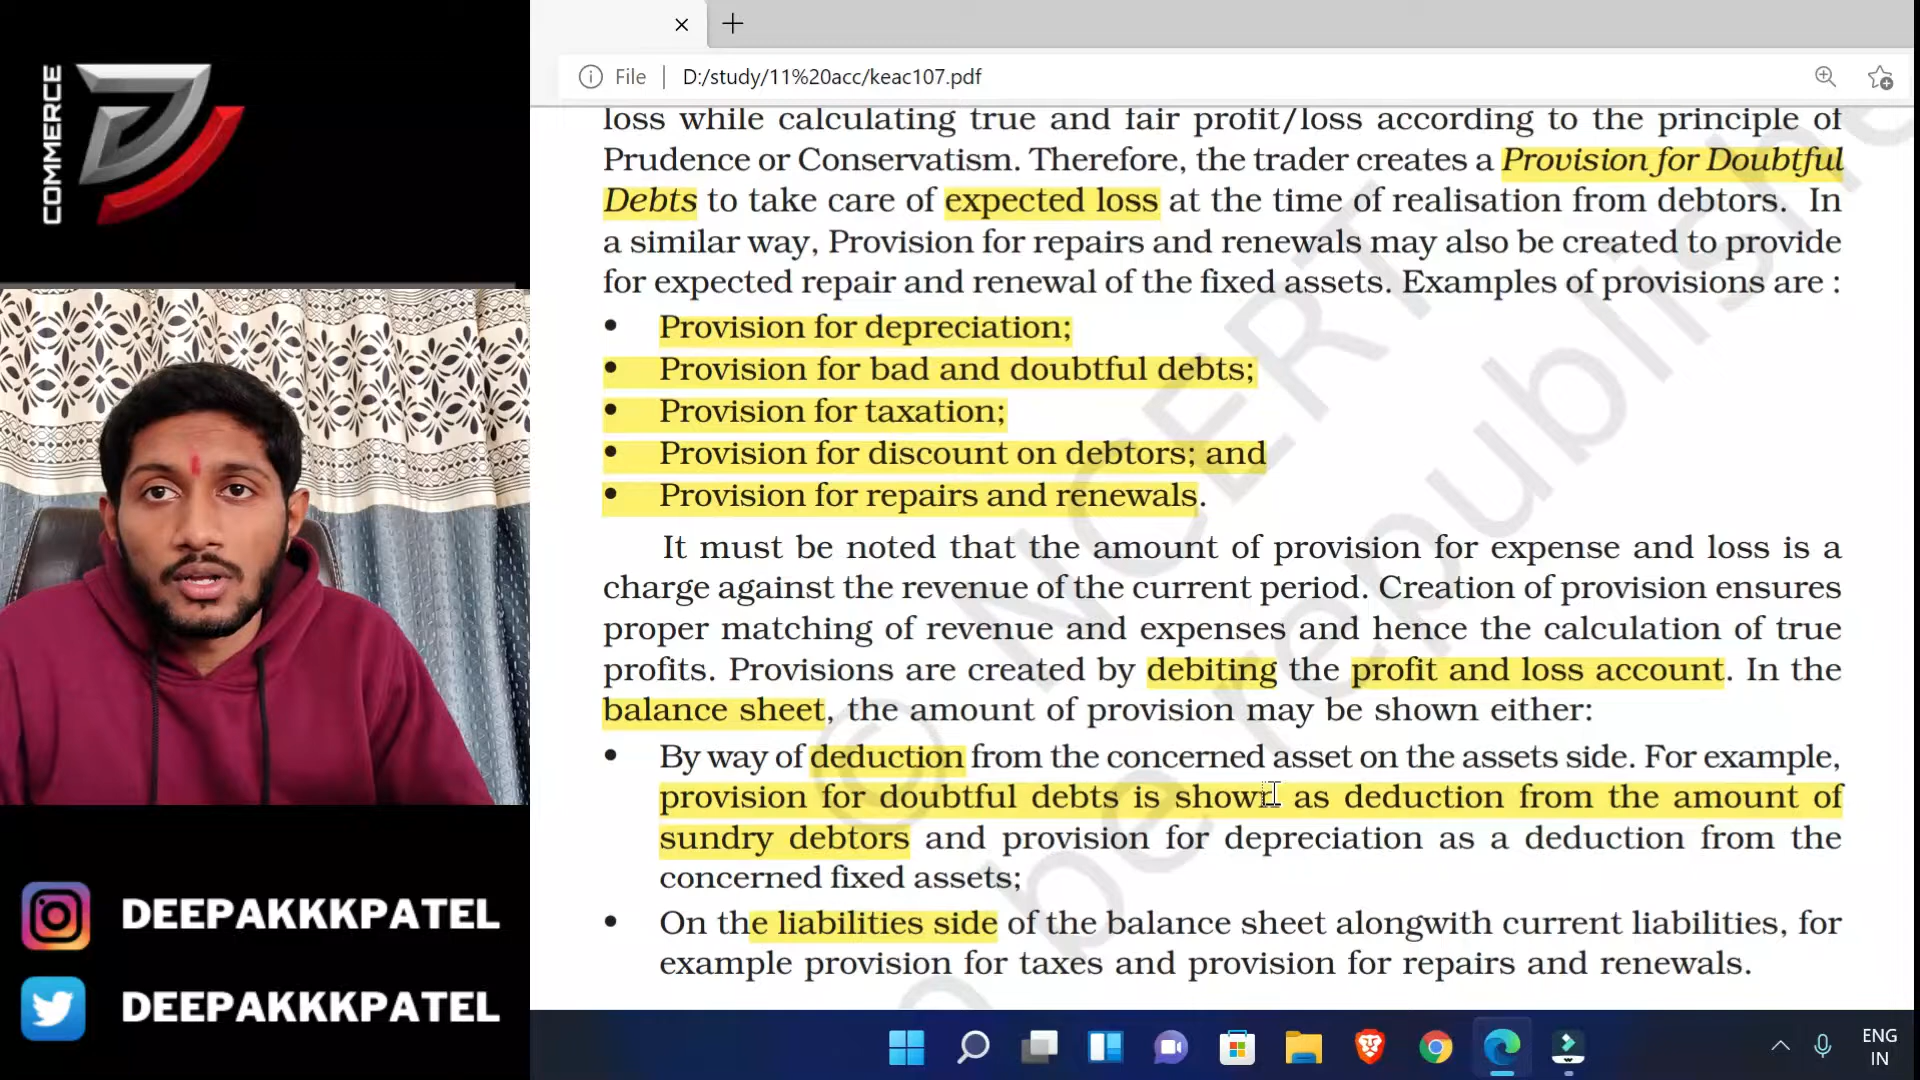 COMMERCE
File
D:/study/11%20acc/keac107.pdf
loss while calculating true and fair profit/loss according to the principle of
Prudence or Conservatism. Therefore, the trader creates a Provision for Doubtful
Debts to take care of expected loss at the time of realisation from debtors. In
a similar way, Provision for repairs and renewals may also be created to provide
for expected repair and renewal of the fixed assets. Examples of provisions are :
• Provision for depreciation;
• Provision for bad and doubtful debts;
• Provision for taxation;
• Provision for discount on debtors; and
• Provision for repairs and renewals.
It must be noted that the amount of provision for expense and loss is a
charge against the revenue of the current period. Creation of provision ensures
proper matching of revenue and expenses and hence the calculation of true
profits. Provisions are created by debiting the profit and loss account. In the
balance sheet, the amount of provision may be shown either:
• By way of deduction from the concerned asset on the assets side. For example,
provision for doubtful debts is shown as deduction from the amount of
sundry debtors and provision for depreciation as a deduction from the
concerned fixed assets;
• On the liabilities side of the balance sheet alongwith current liabilities, for
example provision for taxes and provision for repairs and renewals.
© NCERT
be republishe
DEEPAKKKPATEL
DEEPAKKKPATEL
ENG
IN